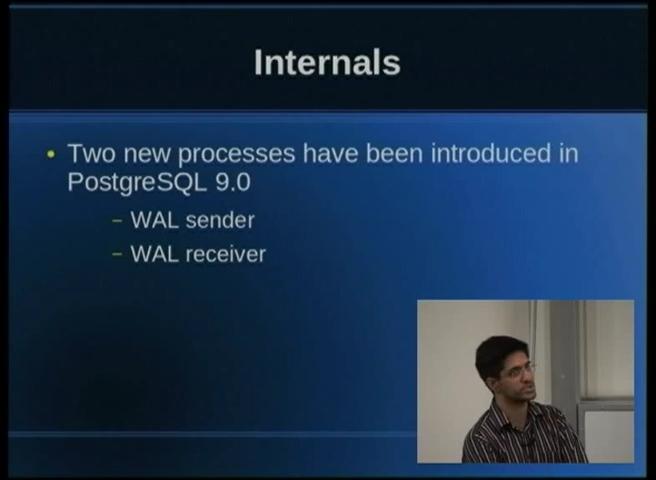 Internals
• Two new processes have been introduced in
PostgreSQL 9.0
– WAL sender
– WAL receiver